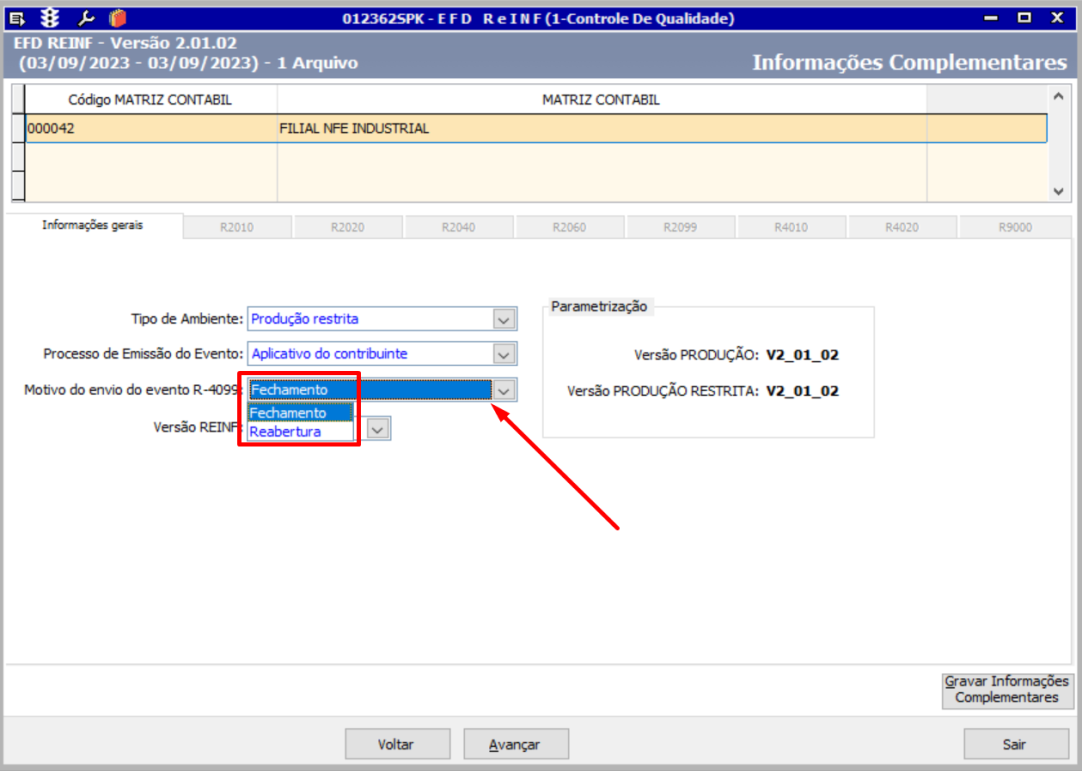 012362SPK - E F D R e I N F (1-Controle De Qualidade)
EFD REINF - Versão 2.01.02
(03/09/2023 - 03/09/2023) - 1 Arquivo
Informações Complementares
Código MATRIZ CONTABIL MATRIZ CONTABIL
000042 FILIAL NFE INDUSTRIAL
Informações gerais R2010 R2020 R2040 R2060 R2099 R4010 R4020 R9000
Parametrização
Tipo de Ambiente: Produção restrita
Processo de Emissão do Evento: Aplicativo do contribuinte Versão PRODUÇÃO: V2_01_02
Motivo do envio do evento R-4099: Fechamento Versão PRODUÇÃO RESTRITA: V2_01_02
Fechamento
Versão REINF: Reabertura
Gravar Informações
Complementares
Voltar Avançar Sair